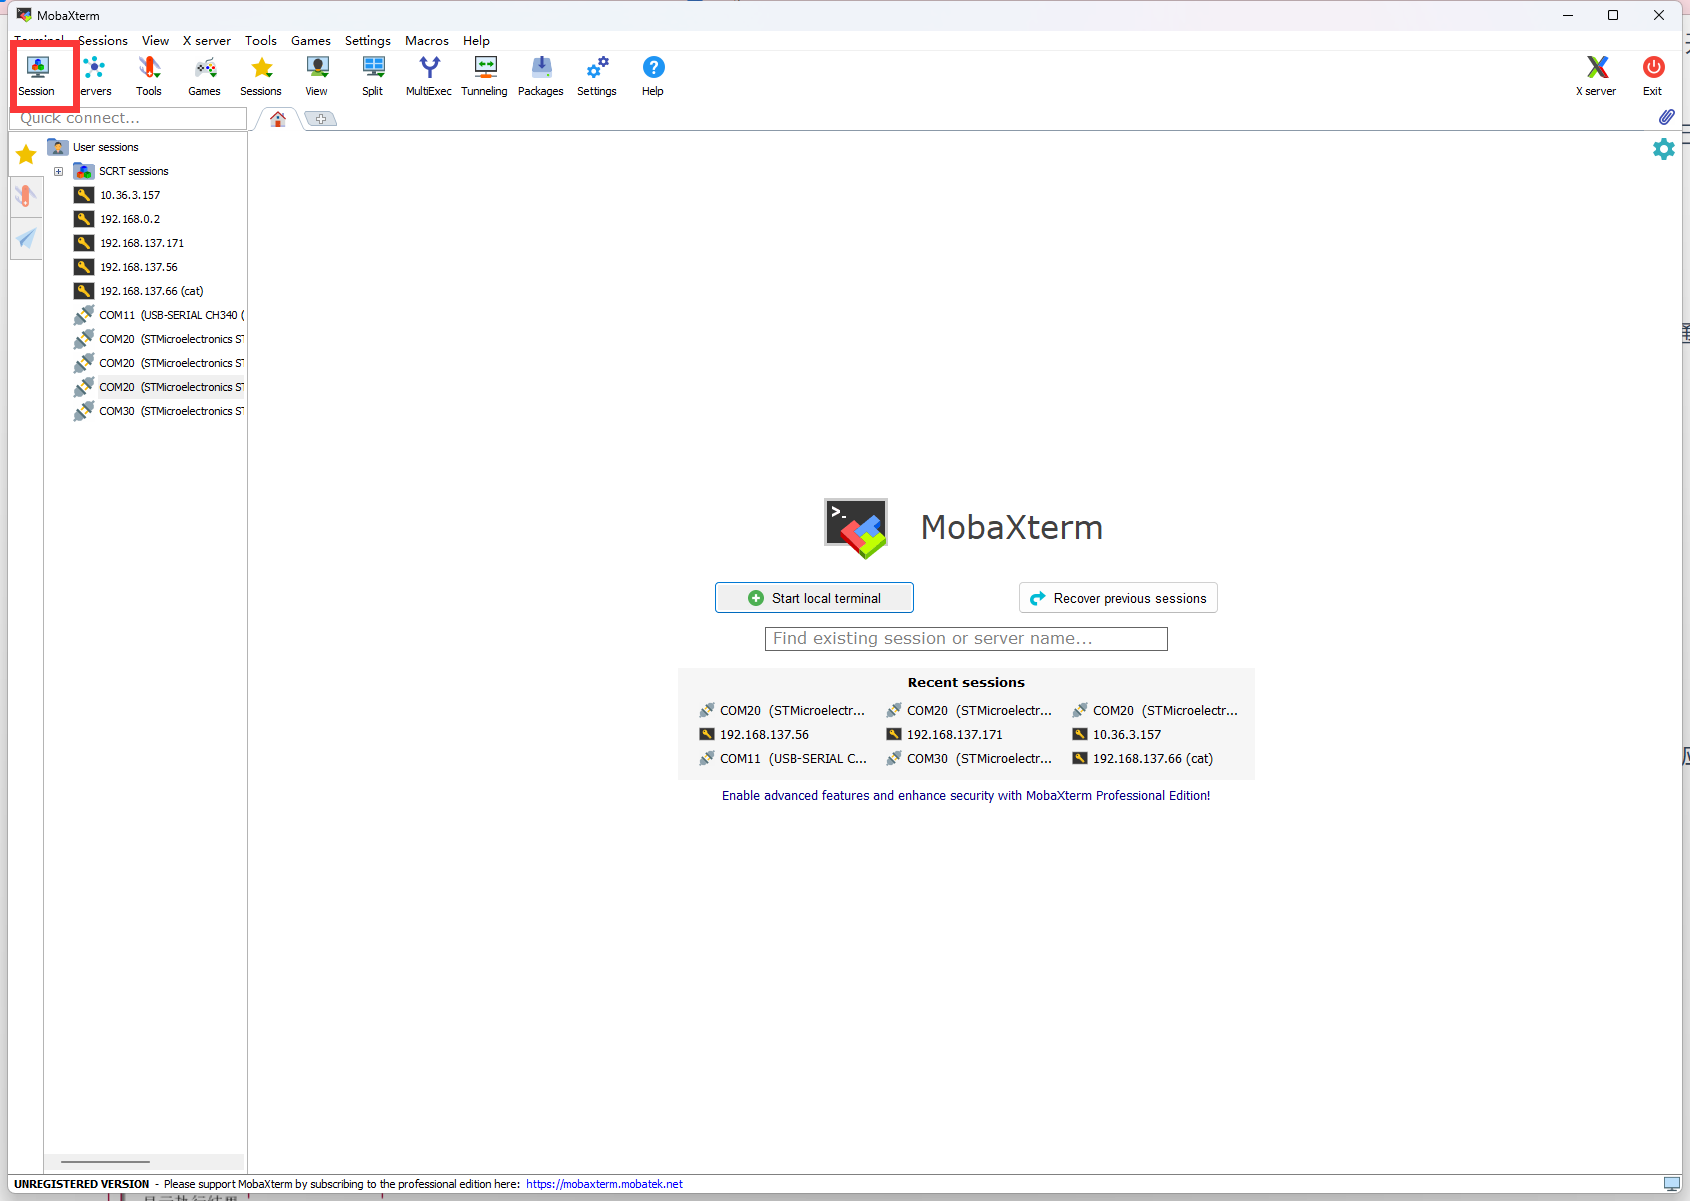 MobaXterm
Terminal Sessions View X server Tools Games Settings Macros Help
Session ervers Tools Games Sessions View Split MultiExec Tunneling Packages Settings Help X server Exit
Quick connect...
User sessions
SCRT sessions
10.36.3.157
192.168.0.2
192.168.137.171
192.168.137.56
192.168.137.66 (cat)
COM11 (USB-SERIAL CH340 (
COM20 (STMicroelectronics ST
COM20 (STMicroelectronics ST
COM20 (STMicroelectronics ST
COM30 (STMicroelectronics ST
>_
MobaXterm
Start local terminal Recover previous sessions
Find existing session or server name...
Recent sessions
COM20 (STMicroelectr... COM20 (STMicroelectr... COM20 (STMicroelectr...
192.168.137.56 192.168.137.171 10.36.3.157
COM11 (USB-SERIAL C... COM30 (STMicroelectr... 192.168.137.66 (cat)
Enable advanced features and enhance security with MobaXterm Professional Edition!
UNREGISTERED VERSION - Please support MobaXterm by subscribing to the professional edition here: https://mobaxterm.mobatek.net